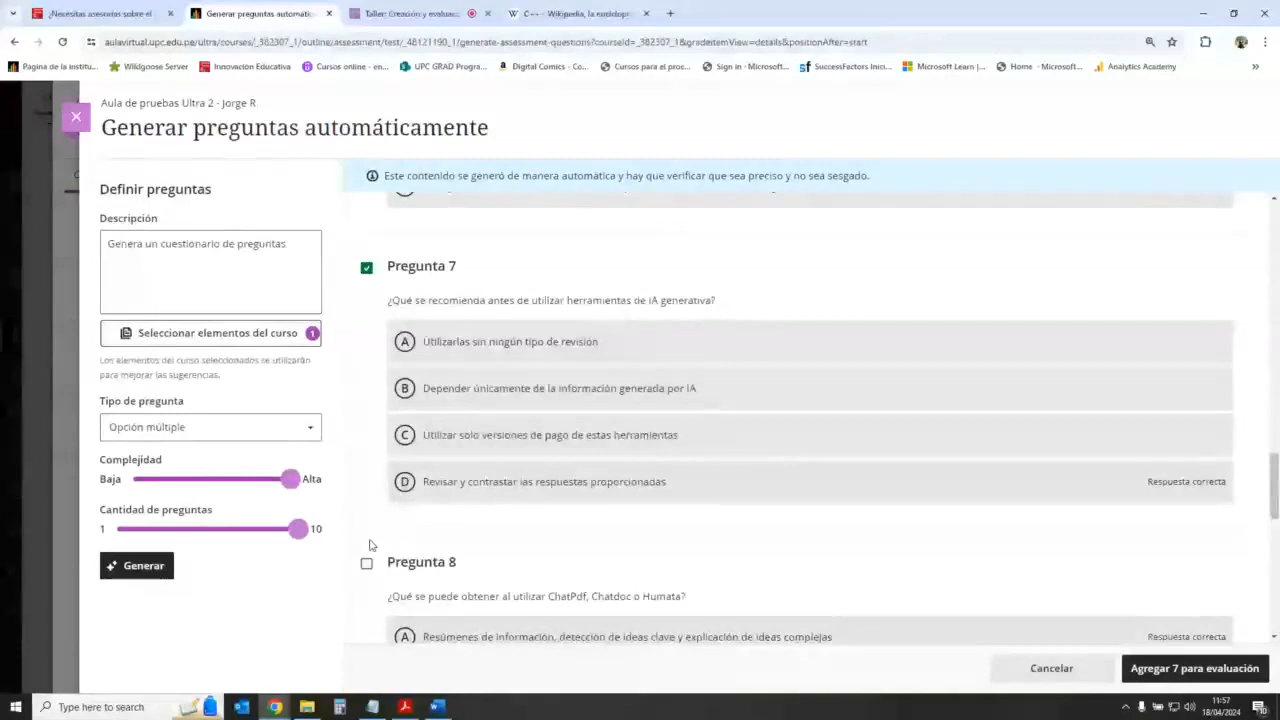 ¿Necesitas asesorías sobre el
Generar preguntas automátic
Taller: Creación y evaluac
C++ - Wikipedia, la enciclop
aulavirtual.upc.edu.pe/ultra/courses/_382307_1/outline/assessment/test/_48121190_1/generate-assessment-questions?courseId=_382307_1&gradeitemView=details&positionAfter=start
Pagina de la institu...
Wildgoose Server
Innovación Educativa
Cursos online - en...
UPC GRAD Progra...
Digital Comics - Co...
Cursos para el proc...
Sign in - Microsoft...
SuccessFactors Inici...
Microsoft Learn |...
Home - Microsoft...
Analytics Academy
Aula de pruebas Ultra 2 - Jorge R.
Generar preguntas automáticamente
Definir preguntas
Descripción
Genera un cuestionario de preguntas
Seleccionar elementos del curso 1
Los elementos del curso seleccionados se utilizarán
para mejorar las sugerencias.
Tipo de pregunta
Opción múltiple
Complejidad
Baja Alta
Cantidad de preguntas
1 10
Generar
Este contenido se generó de manera automática y hay que verificar que sea preciso y no sea sesgado.
Pregunta 7
¿Qué se recomienda antes de utilizar herramientas de IA generativa?
A Utilizarlas sin ningún tipo de revisión
B Depender únicamente de la información generada por IA
C Utilizar solo versiones de pago de estas herramientas
D Revisar y contrastar las respuestas proporcionadas Respuesta correcta
Pregunta 8
¿Qué se puede obtener al utilizar ChatPdf, Chatdoc o Humata?
A Resúmenes de información, detección de ideas clave y explicación de ideas complejas Respuesta correcta
Cancelar
Agregar 7 para evaluación
Type here to search
11:57
18/04/2024